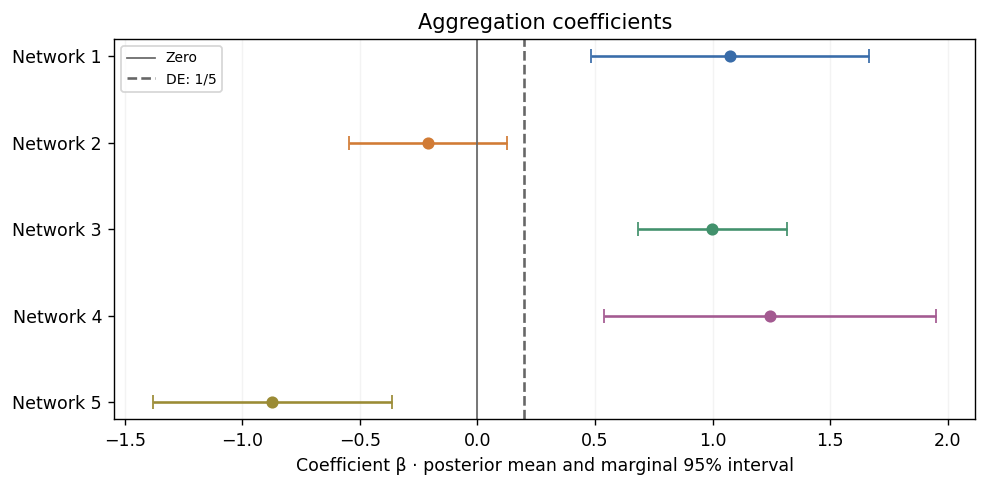 Aggregation coefficients
Zero
DE: 1/5
Network 1
Network 2
Network 3
Network 4
Network 5
−1.5 −1.0 −0.5 0.0 0.5 1.0 1.5 2.0
Coefficient β · posterior mean and marginal 95% interval